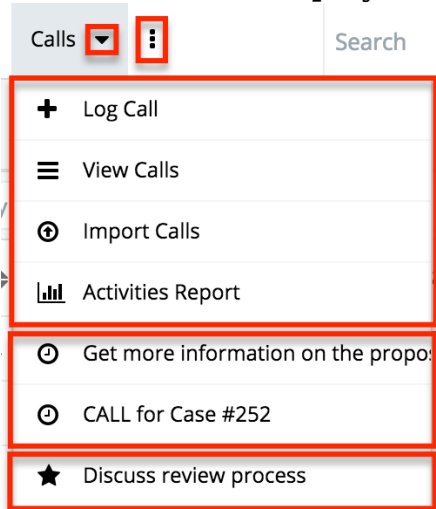 Calls
Search
Log Call
View Calls
Import Calls
Activities Report
Get more information on the propo
CALL for Case #252
Discuss review process